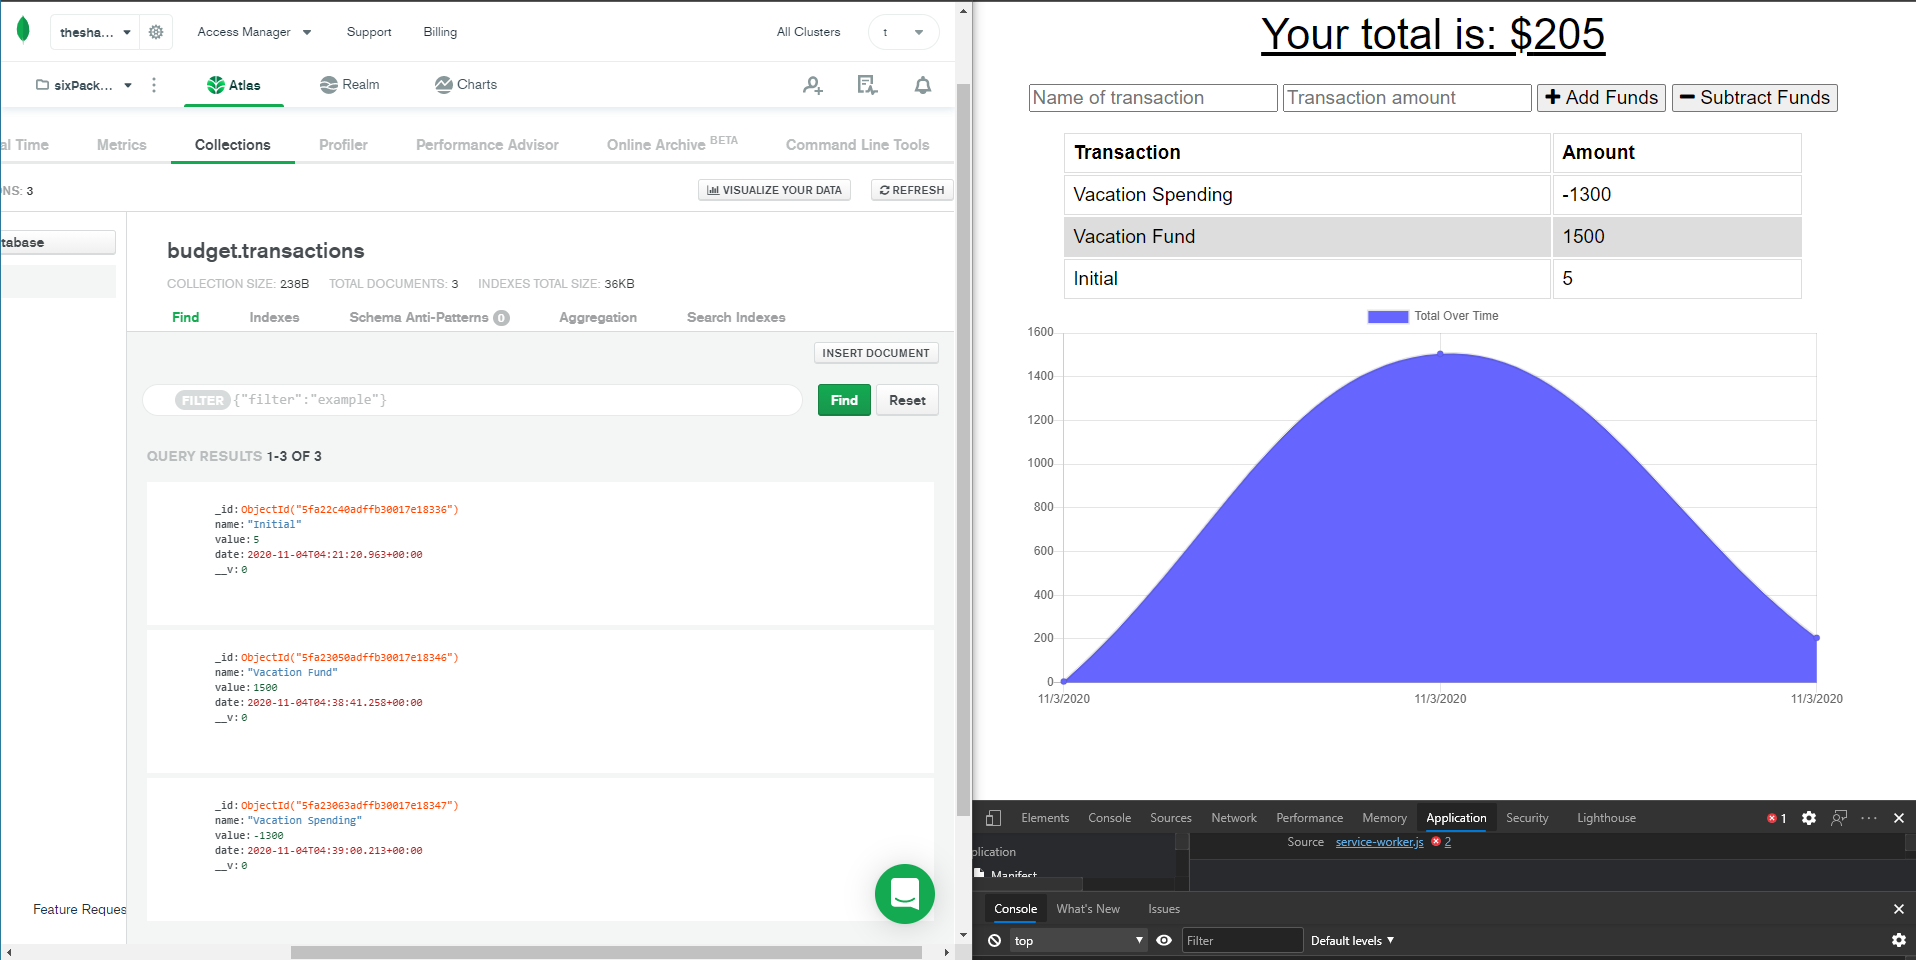 thesha...
Access Manager
Support
Billing
All Clusters
t
sixPack...
Atlas
Realm
Charts
al Time
Metrics
Collections
Profiler
Performance Advisor
Online Archive BETA
Command Line Tools
NS: 3
VISUALIZE YOUR DATA
REFRESH
tabase
budget.transactions
COLLECTION SIZE: 238B TOTAL DOCUMENTS: 3 INDEXES TOTAL SIZE: 36KB
Find
Indexes
Schema Anti-Patterns 0
Aggregation
Search Indexes
INSERT DOCUMENT
FILTER {"filter":"example"}
Find
Reset
QUERY RESULTS 1-3 OF 3
_id: ObjectId("5fa22c40adffb30017e18336")
name: "Initial"
value: 5
date: 2020-11-04T04:21:20.963+00:00
__v: 0
_id: ObjectId("5fa23050adffb30017e18346")
name: "Vacation Fund"
value: 1500
date: 2020-11-04T04:38:41.258+00:00
__v: 0
_id: ObjectId("5fa23063adffb30017e18347")
name: "Vacation Spending"
value: -1300
date: 2020-11-04T04:39:00.213+00:00
__v: 0
Feature Reques
Your total is: $205
Name of transaction
Transaction amount
Add Funds
Subtract Funds
Transaction Amount
Vacation Spending -1300
Vacation Fund 1500
Initial 5
Total Over Time
1600
1400
1200
1000
800
600
400
200
0
11/3/2020 11/3/2020 11/3/2020
Elements Console Sources Network Performance Memory Application Security Lighthouse 1
Source service-worker.js 2
plication
Manifest
Console What's New Issues
top Filter Default levels